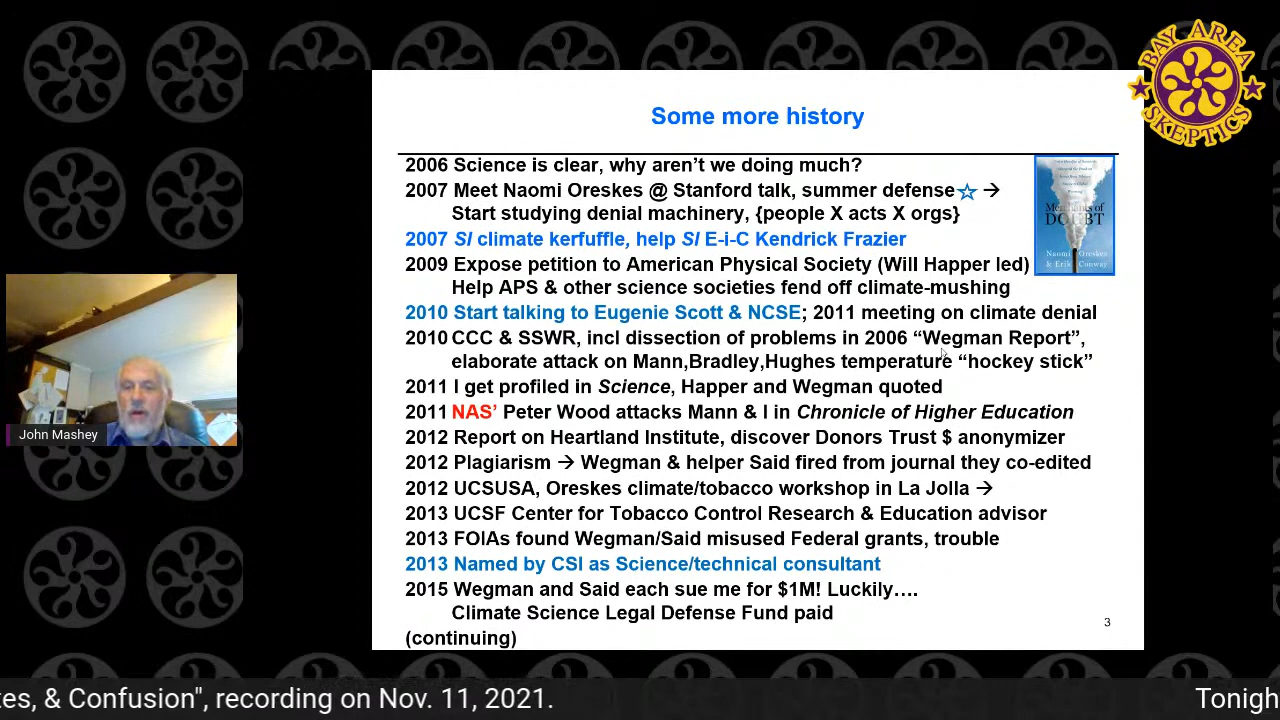 BAY AREA
SKEPTICS
Some more history
2006 Science is clear, why aren't we doing much?
2007 Meet Naomi Oreskes @ Stanford talk, summer defense☆ →
Start studying denial machinery, {people X acts X orgs}
2007 SI climate kerfuffle, help SI E-i-C Kendrick Frazier
2009 Expose petition to American Physical Society (Will Happer led)
Help APS & other science societies fend off climate-mushing
2010 Start talking to Eugenie Scott & NCSE; 2011 meeting on climate denial
2010 CCC & SSWR, incl dissection of problems in 2006 “Wegman Report”,
elaborate attack on Mann,Bradley,Hughes temperature “hockey stick”
2011 I get profiled in Science, Happer and Wegman quoted
2011 NAS’ Peter Wood attacks Mann & I in Chronicle of Higher Education
2012 Report on Heartland Institute, discover Donors Trust $ anonymizer
2012 Plagiarism → Wegman & helper Said fired from journal they co-edited
2012 UCSUSA, Oreskes climate/tobacco workshop in La Jolla →
2013 UCSF Center for Tobacco Control Research & Education advisor
2013 FOIAs found Wegman/Said misused Federal grants, trouble
2013 Named by CSI as Science/technical consultant
2015 Wegman and Said each sue me for $1M! Luckily….
Climate Science Legal Defense Fund paid
(continuing)
3
Merchants of
DOUBT
Naomi Oreskes
& Erik Conway
John Mashey
tes, & Confusion", recording on Nov. 11, 2021.
Tonigh